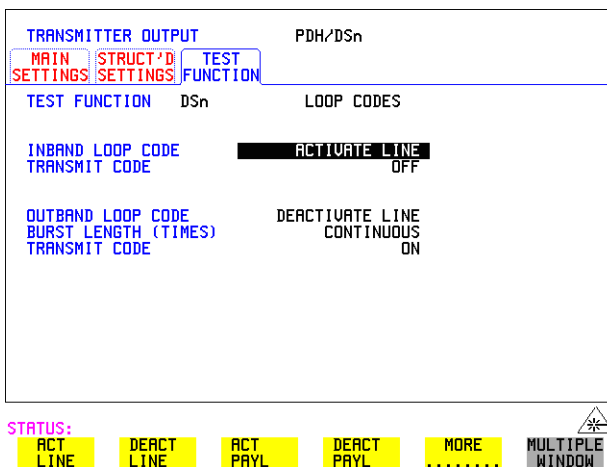 TRANSMITTER OUTPUT PDH/DSn
MAIN SETTINGS STRUCT'D SETTINGS TEST FUNCTION
TEST FUNCTION DSn LOOP CODES
INBAND LOOP CODE ACTIVATE LINE
TRANSMIT CODE OFF
OUTBAND LOOP CODE DEACTIVATE LINE
BURST LENGTH (TIMES) CONTINUOUS
TRANSMIT CODE ON
STATUS:
ACT LINE DEACT LINE ACT PAYL DEACT PAYL MORE ........ MULTIPLE WINDOW